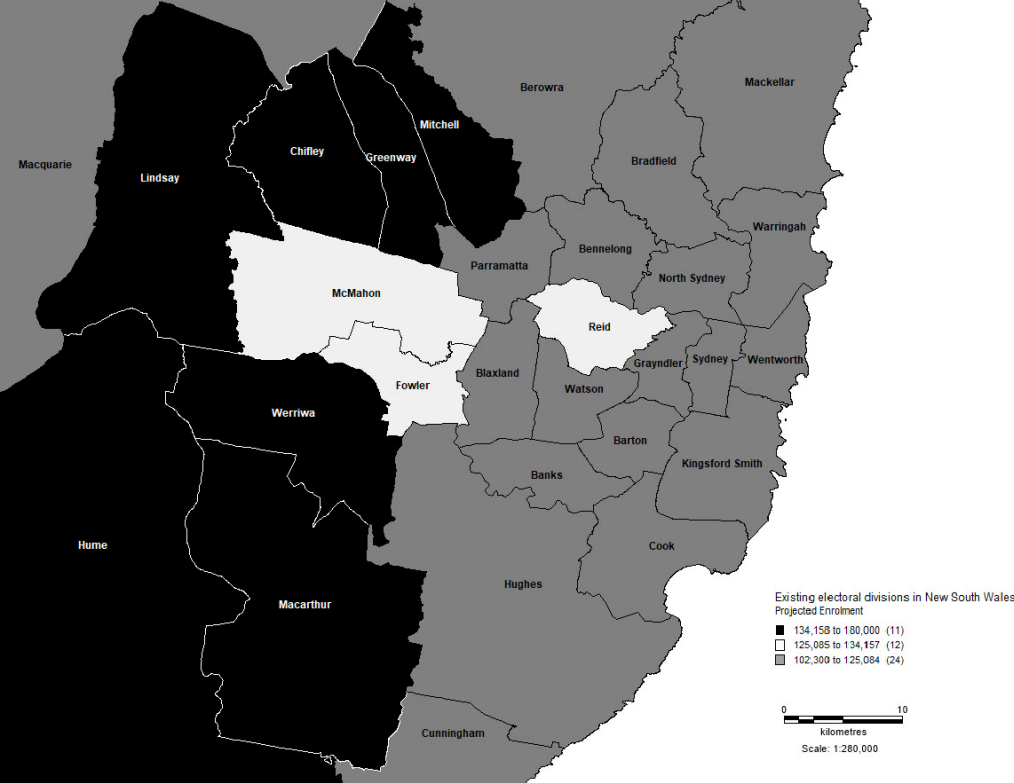 Berowra
Mackellar
Mitchell
Chifley
Greenway
Bradfield
Macquarie
Lindsay
Warringah
Bennelong
Parramatta
North Sydney
McMahon
Reid
Grayndler
Sydney
Wentworth
Blaxland
Fowler
Watson
Werriwa
Barton
Kingsford Smith
Banks
Hume
Cook
Hughes
Macarthur
Cunningham
Existing electoral divisions in New South Wales
Projected Enrolment
134,158 to 180,000 (11)
125,085 to 134,157 (12)
102,300 to 125,084 (24)
0 10
kilometres
Scale: 1:280,000